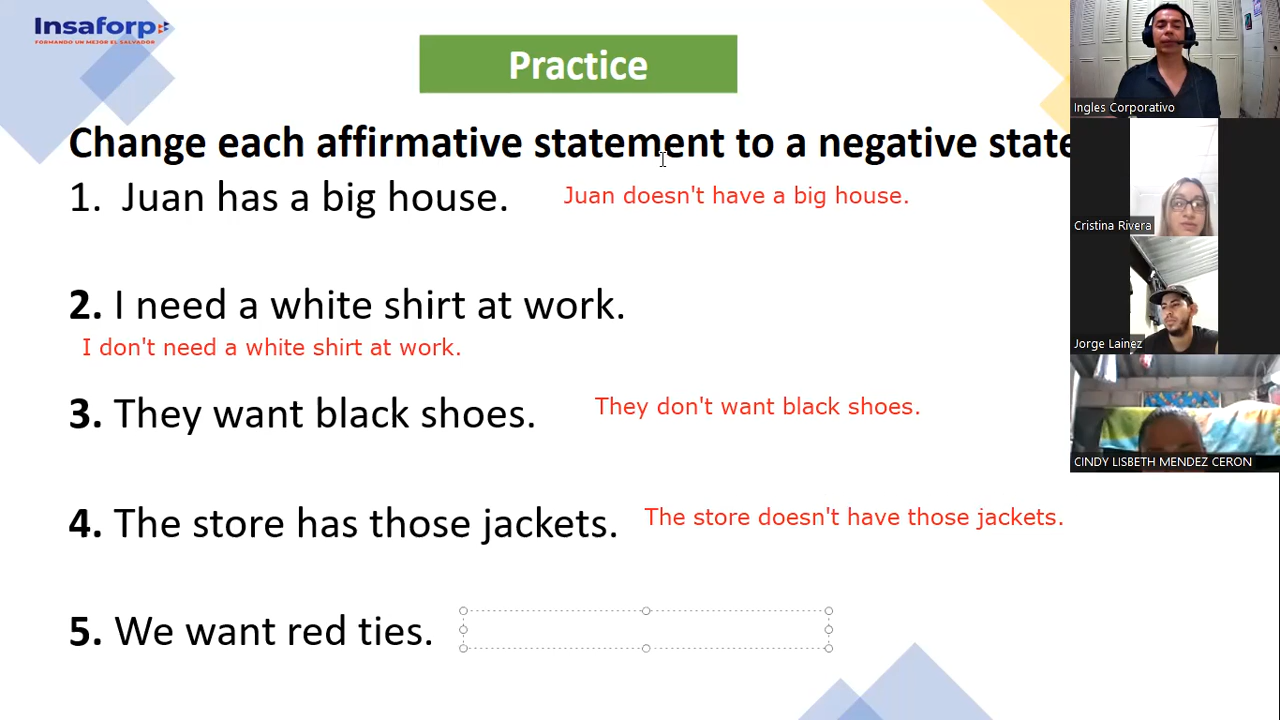 Insaforp
FORMANDO UN MEJOR EL SALVADOR
Practice
Change each affirmative statement to a negative state
1. Juan has a big house.
Juan doesn't have a big house.
2. I need a white shirt at work.
I don't need a white shirt at work.
3. They want black shoes.
They don't want black shoes.
4. The store has those jackets.
The store doesn't have those jackets.
5. We want red ties.
Ingles Corporativo
Cristina Rivera
Jorge Lainez
CINDY LISBETH MENDEZ CERON